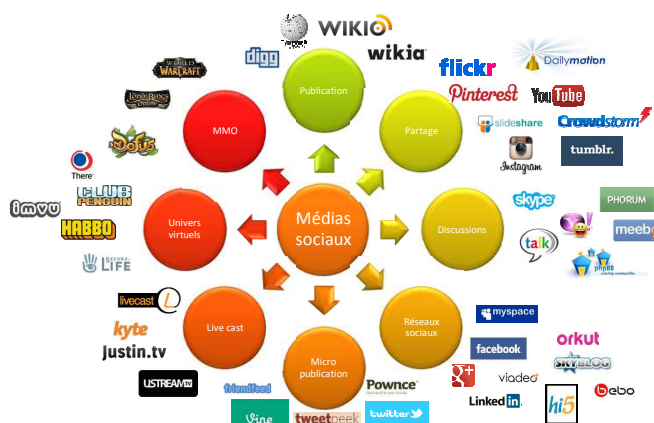 WIKIO
digg
wikia
flickr
Dailymotion
WORLD
WARCRAFT
Publication
Pinterest
YouTube
MMO
Partage
slideshare
Crowdstorm
DOFUS
Instagram
tumblr.
There
CLUB
PENGUIN
imvu
HABBO
Univers
virtuels
Médias
sociaux
Discussions
skype
PHORUM
talk
meeb
phpBB
SECOND
LIFE
livecast
kyte
Justin.tv
USTREAM TV
Live cast
Micro
publication
Réseaux
sociaux
myspace
facebook
orkut
SKYBLOG
viadeo
g+
Linked in
hi5
bebo
friendfeed
Pownce
Vine
tweetpeek
twitter